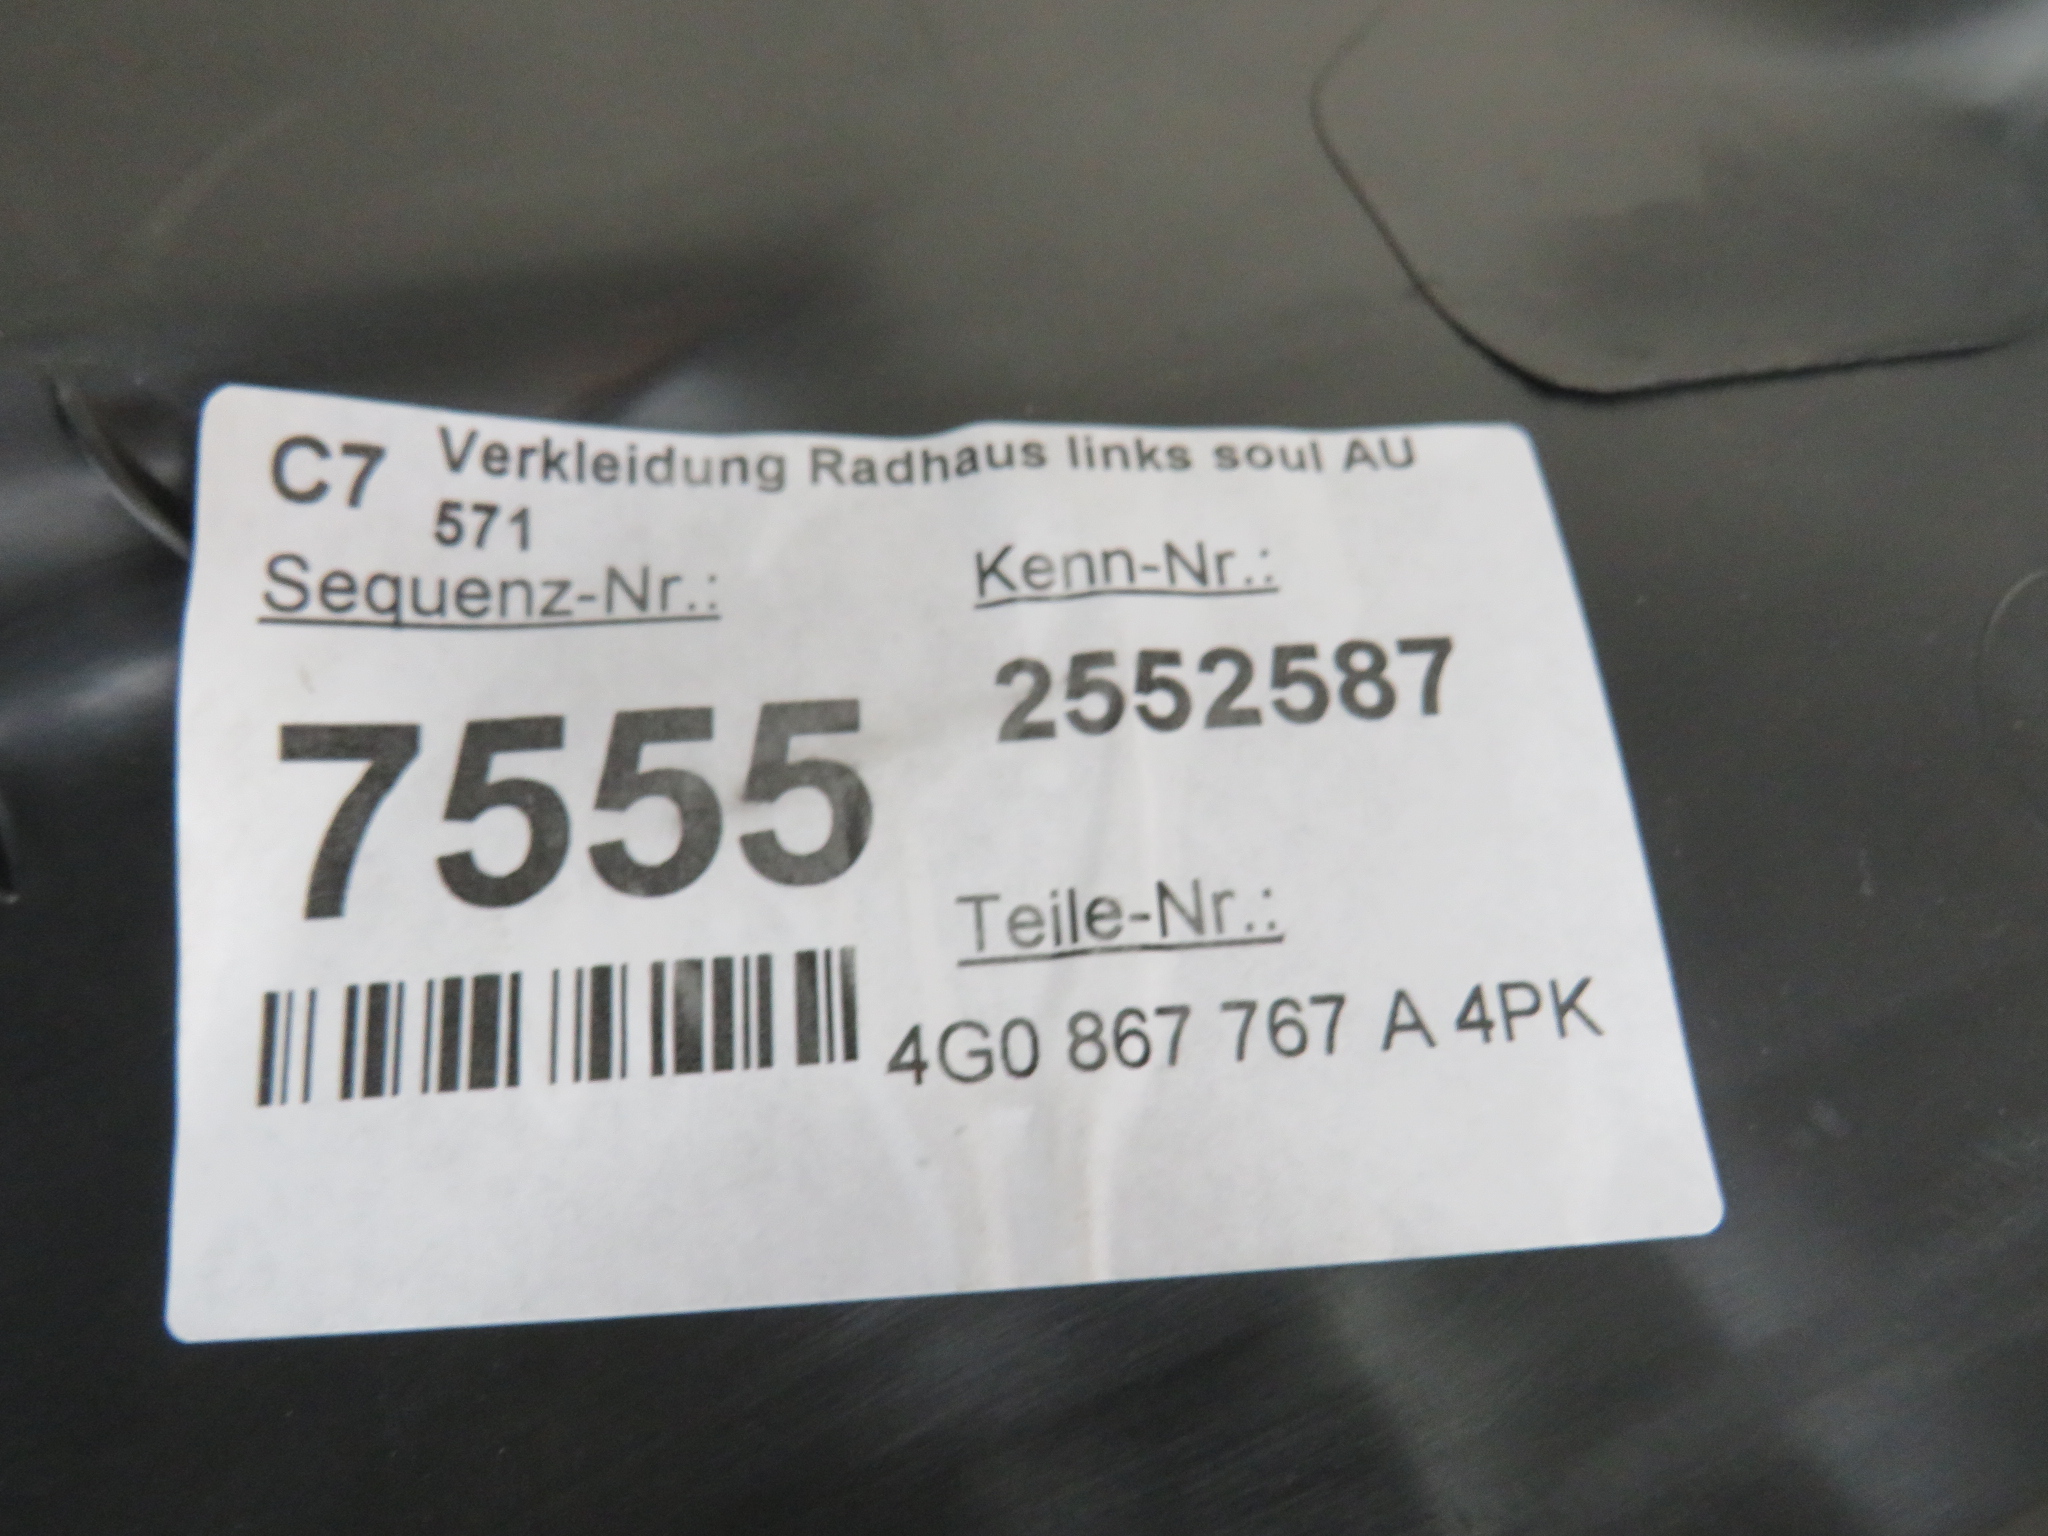 C7 Verkleidung Radhaus links soul AU
571
Sequenz-Nr.:
Kenn-Nr.:
7555
2552587
Teile-Nr.:
4G0 867 767 A 4PK